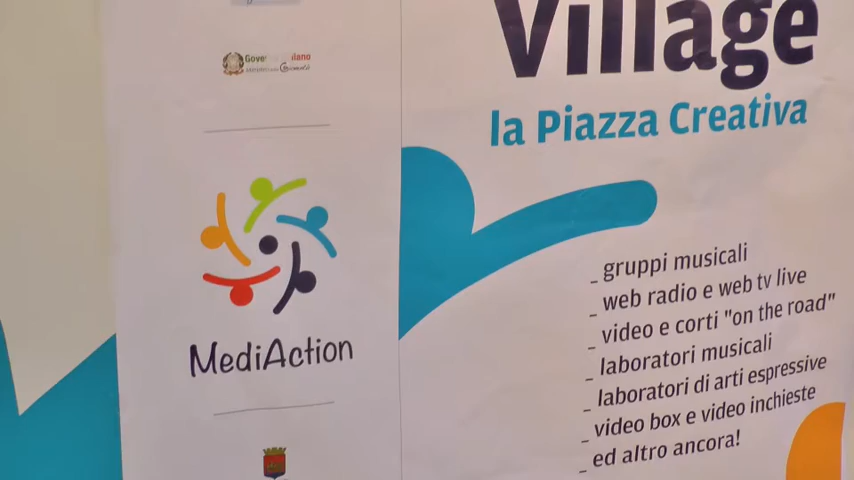 Village
la Piazza Creativa
MediAction
_ gruppi musicali
_ web radio e web tv live
_ video e corti "on the road"
_ laboratori musicali
_ laboratori di arti espressive
_ video box e video inchieste
_ ed altro ancora!